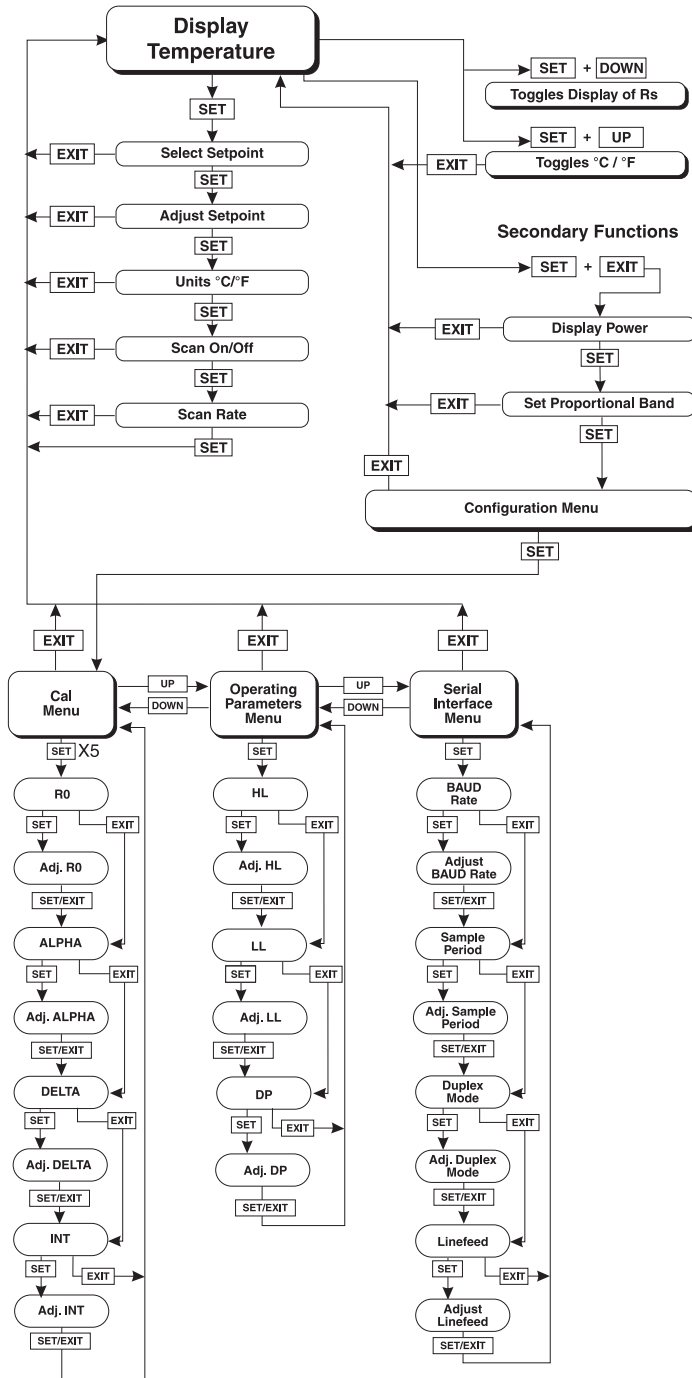 Display
Temperature
SET
SET + DOWN
Toggles Display of Rs
EXIT
Select Setpoint
SET
SET + UP
EXIT
Toggles °C / °F
EXIT
Adjust Setpoint
SET
Secondary Functions
SET + EXIT
EXIT
Units °C/°F
SET
EXIT
Display Power
SET
EXIT
Scan On/Off
SET
EXIT
Set Proportional Band
SET
EXIT
Scan Rate
SET
EXIT
Configuration Menu
SET
EXIT
EXIT
EXIT
Cal
Menu
UP
DOWN
Operating
Parameters
Menu
UP
DOWN
Serial
Interface
Menu
SET X5
R0
SET
EXIT
Adj. R0
SET/EXIT
ALPHA
SET
EXIT
Adj. ALPHA
SET/EXIT
DELTA
SET
EXIT
Adj. DELTA
SET/EXIT
INT
SET
EXIT
Adj. INT
SET/EXIT
SET
HL
SET
EXIT
Adj. HL
SET/EXIT
LL
SET
EXIT
Adj. LL
SET/EXIT
DP
SET
EXIT
Adj. DP
SET/EXIT
SET
BAUD
Rate
SET
EXIT
Adjust
BAUD Rate
SET/EXIT
Sample
Period
SET
EXIT
Adj. Sample
Period
SET/EXIT
Duplex
Mode
SET
EXIT
Adj. Duplex
Mode
SET/EXIT
Linefeed
SET
EXIT
Adjust
Linefeed
SET/EXIT